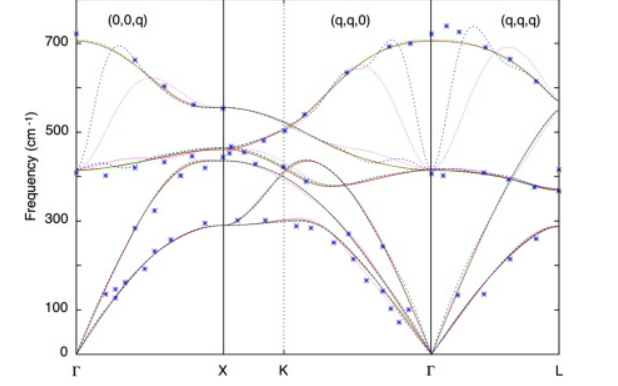 (0,0,q) (q,q,0) (q,q,q)
700
500
300
100
0
Frequency (cm⁻¹)
Γ X K Γ L